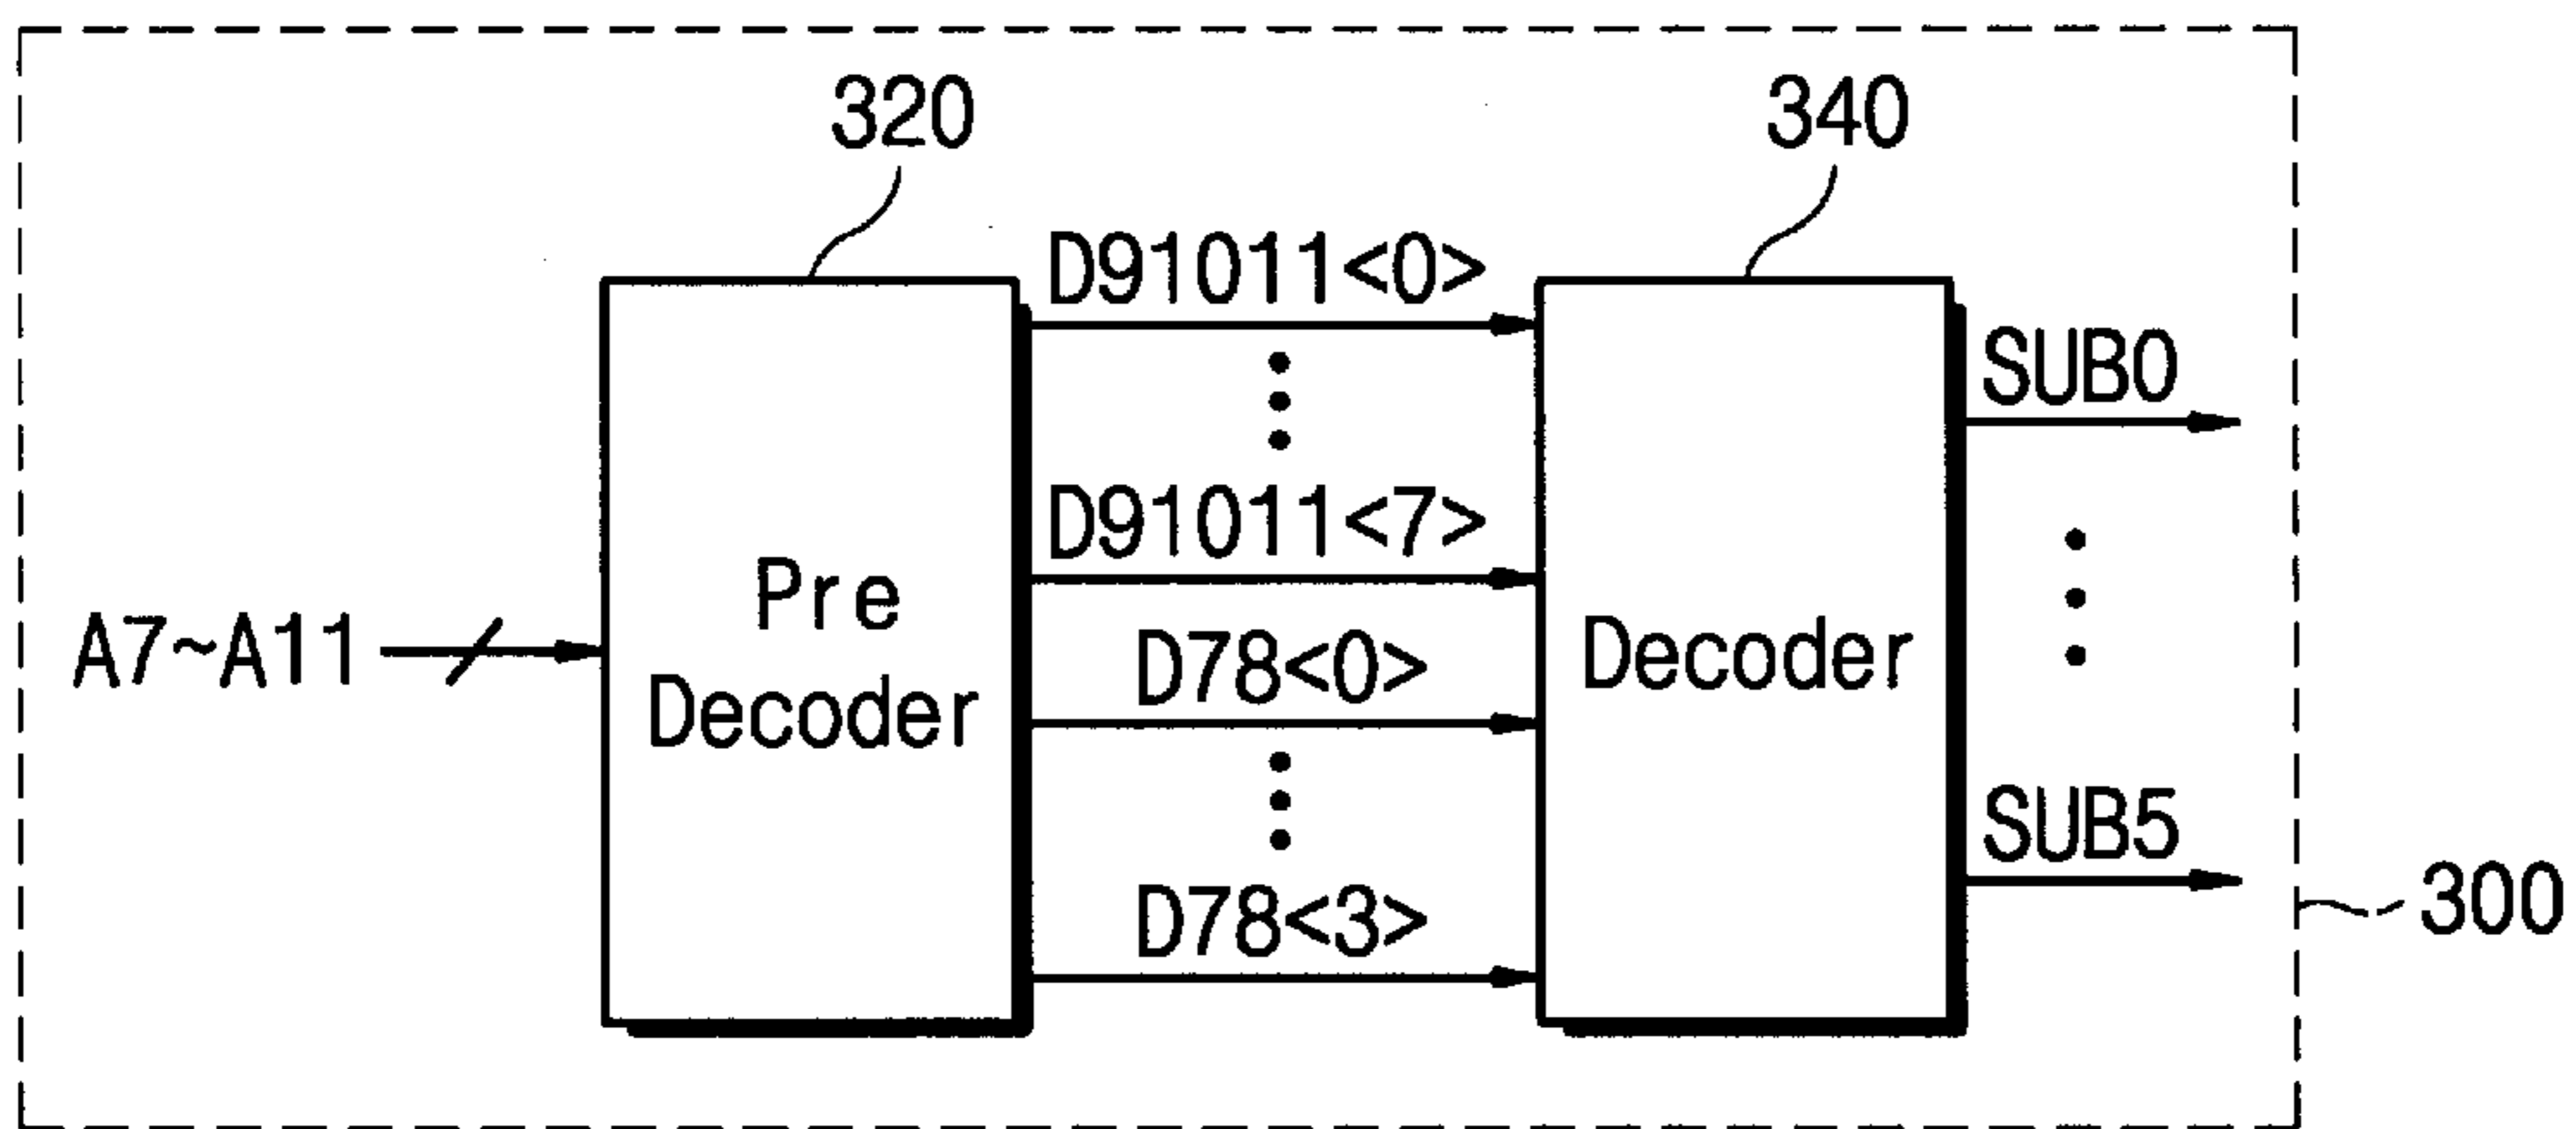 320
340
D91011<0>
SUB0
D91011<7>
Pre
Decoder
A7~A11
D78<0>
Decoder
SUB5
D78<3>
300